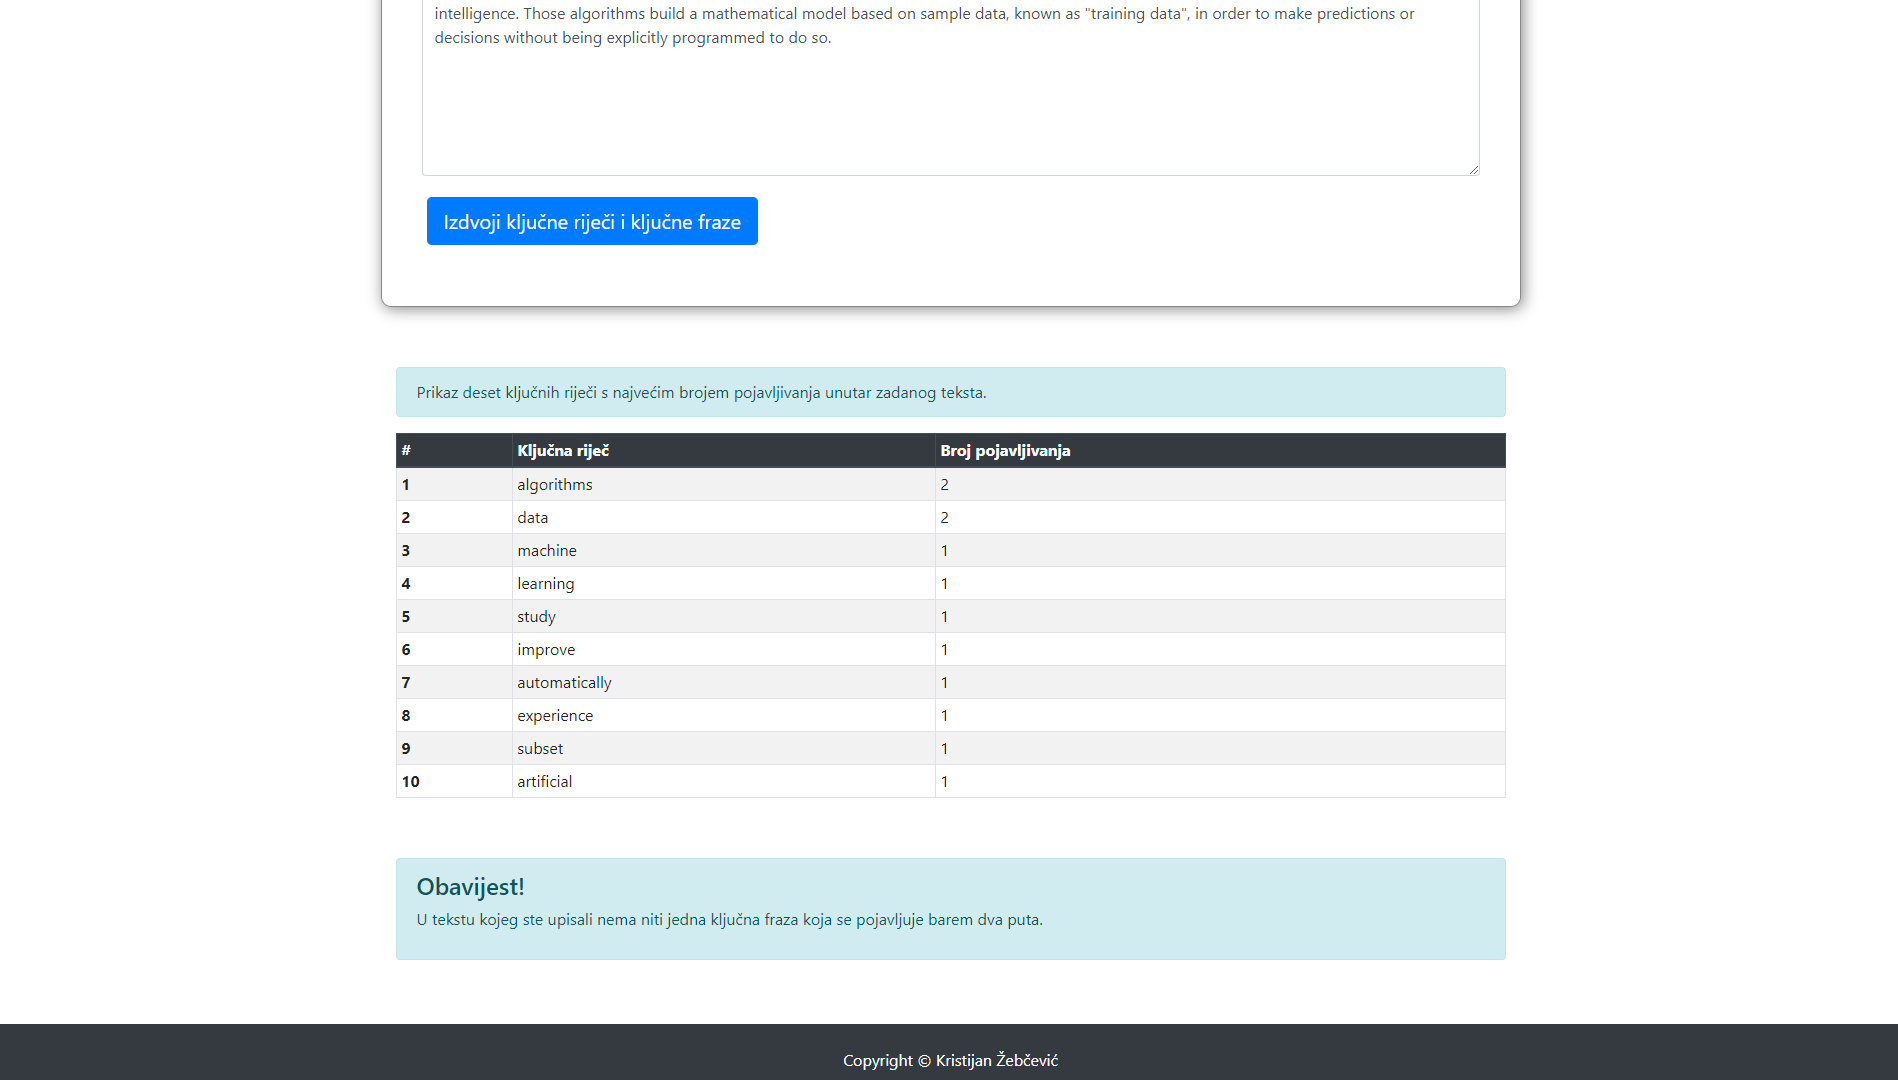 intelligence. Those algorithms build a mathematical model based on sample data, known as "training data", in order to make predictions or
decisions without being explicitly programmed to do so.
Izdvoji ključne riječi i ključne fraze
Prikaz deset ključnih riječi s najvećim brojem pojavljivanja unutar zadanog teksta.
# Ključna riječ Broj pojavljivanja
1 algorithms 2
2 data 2
3 machine 1
4 learning 1
5 study 1
6 improve 1
7 automatically 1
8 experience 1
9 subset 1
10 artificial 1
Obavijest!
U tekstu kojeg ste upisali nema niti jedna ključna fraza koja se pojavljuje barem dva puta.
Copyright © Kristijan Žebčević